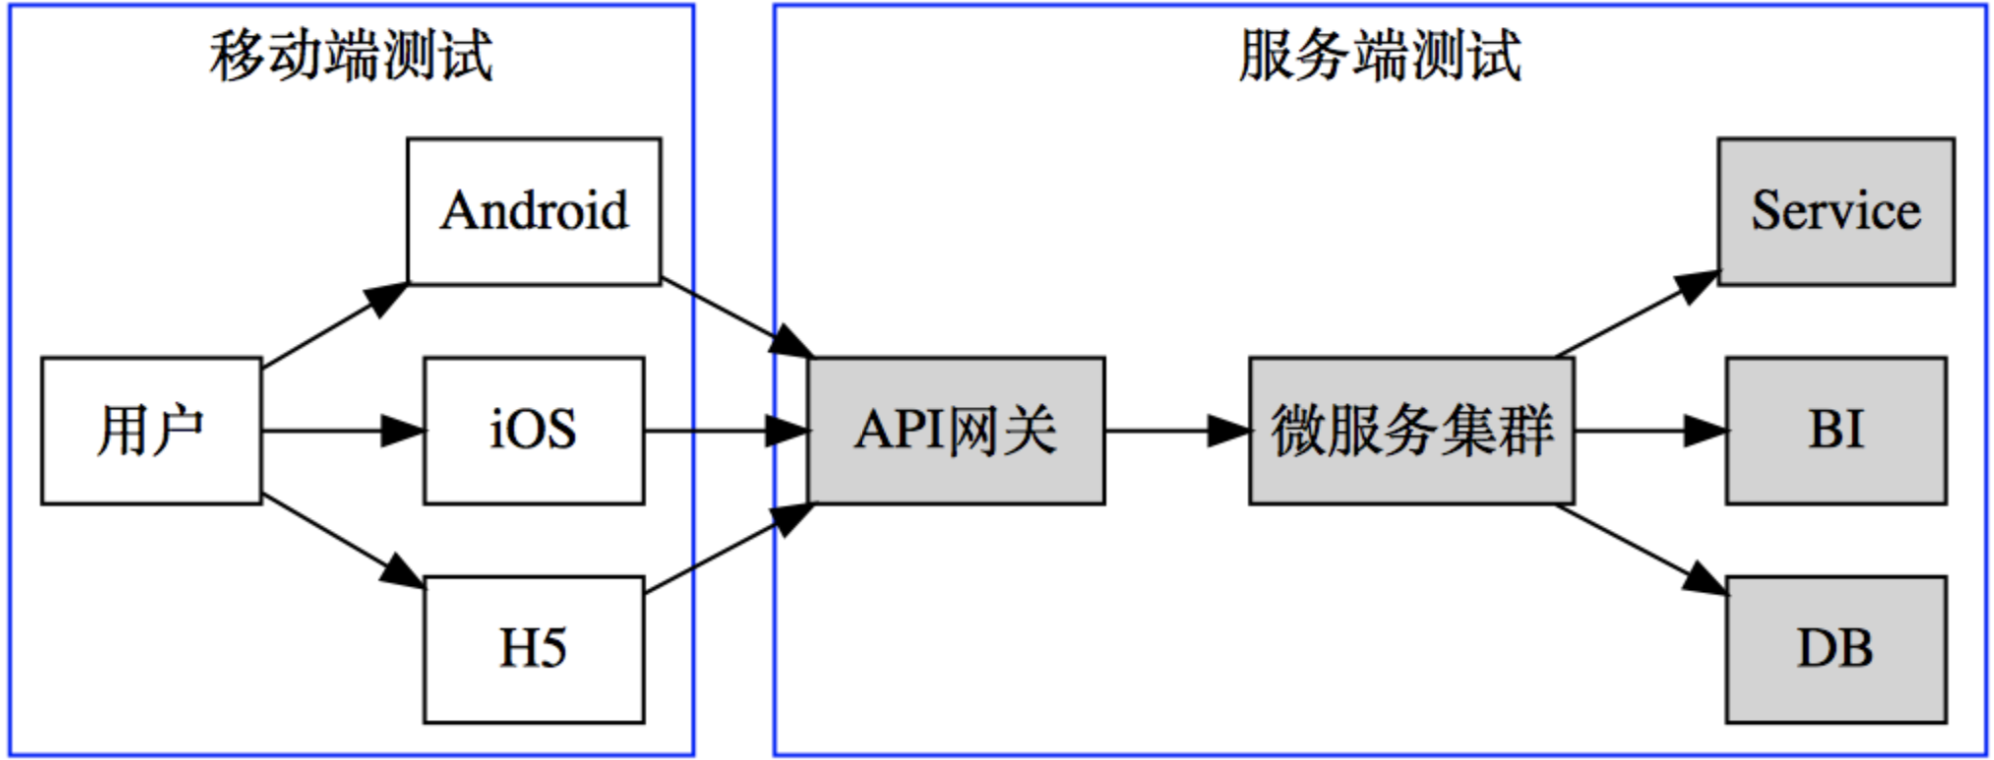 移动端测试
服务端测试
Android
Service
用户
iOS
API网关
微服务集群
BI
H5
DB